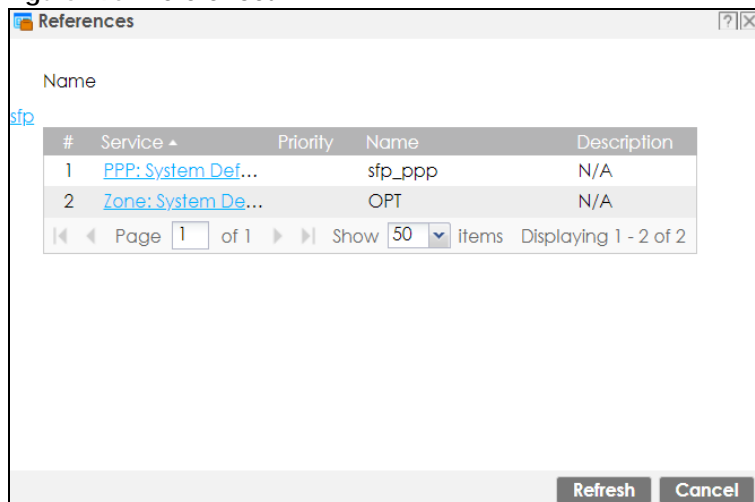 References
Name
sfp
# Service Priority Name Description
1 PPP: System Def... sfp_ppp N/A
2 Zone: System De... OPT N/A
Page 1 of 1 Show 50 items Displaying 1 - 2 of 2
Refresh Cancel